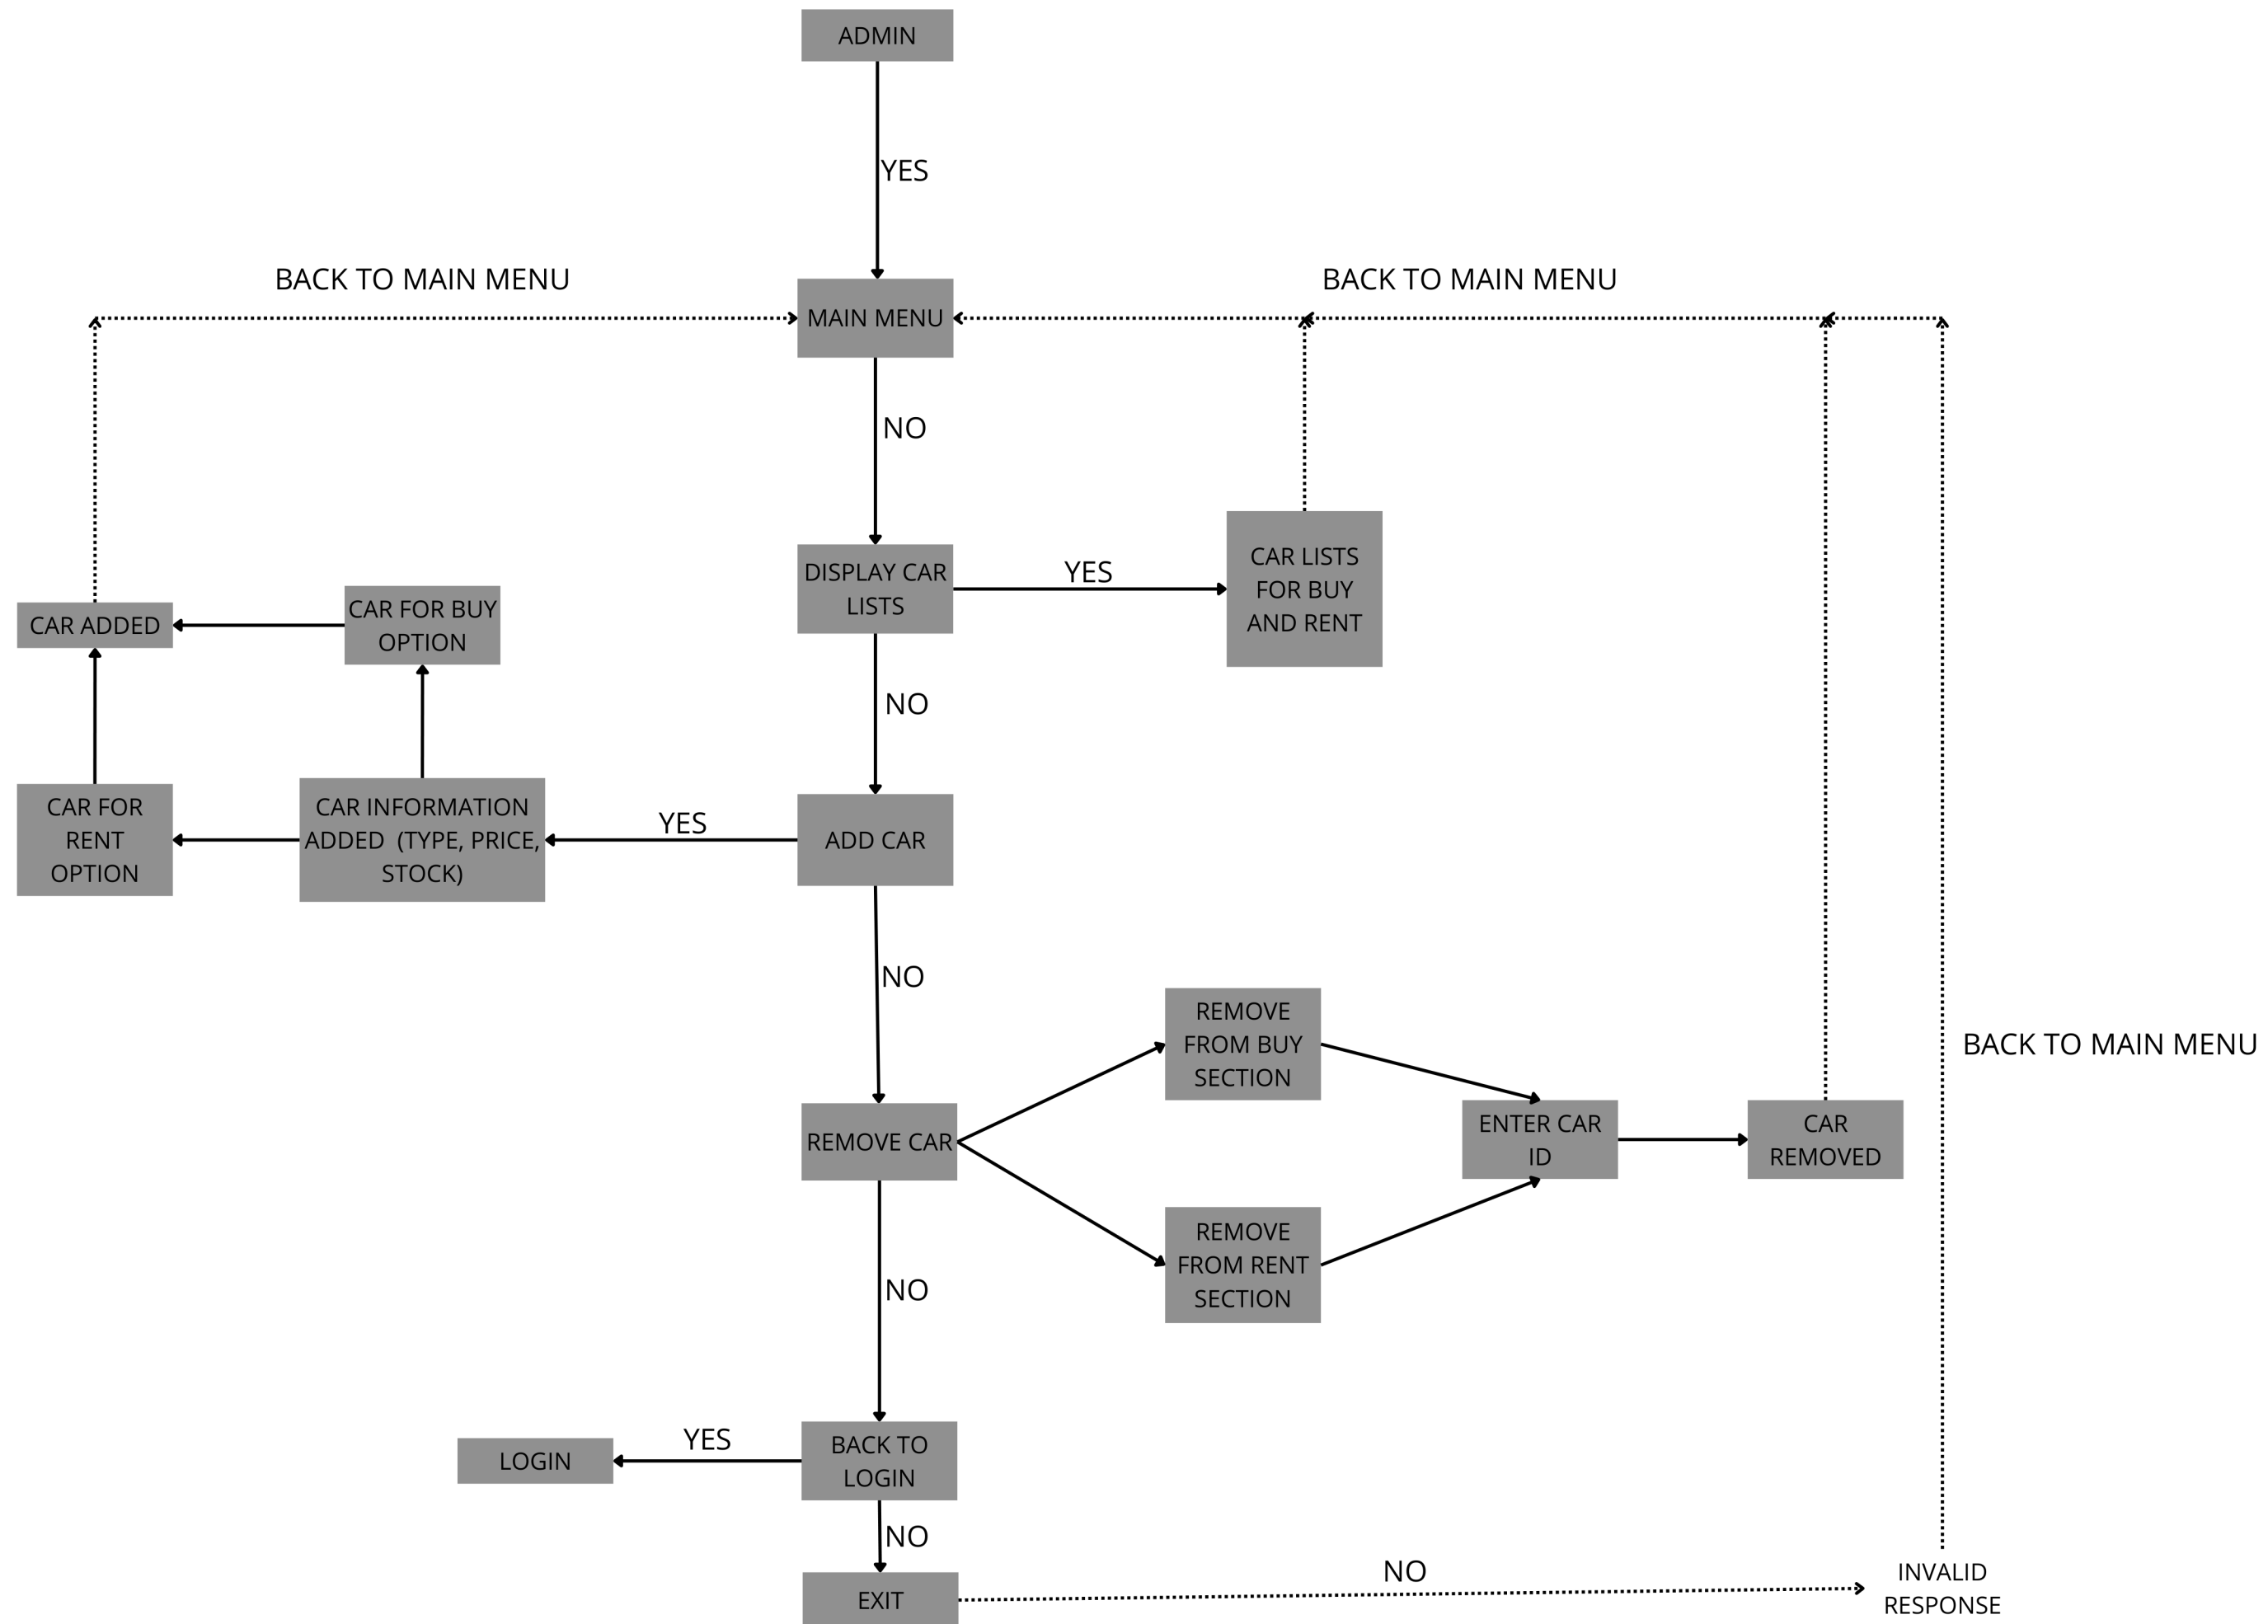 ADMIN
YES
BACK TO MAIN MENU
BACK TO MAIN MENU
MAIN MENU
NO
DISPLAY CAR
LISTS
YES
CAR LISTS
FOR BUY
AND RENT
CAR ADDED
CAR FOR BUY
OPTION
NO
CAR FOR
RENT
OPTION
CAR INFORMATION
ADDED  (TYPE, PRICE,
STOCK)
YES
ADD CAR
NO
REMOVE
FROM BUY
SECTION
BACK TO MAIN MENU
REMOVE CAR
ENTER CAR
ID
CAR
REMOVED
REMOVE
FROM RENT
SECTION
NO
LOGIN
YES
BACK TO
LOGIN
NO
EXIT
NO
INVALID
RESPONSE